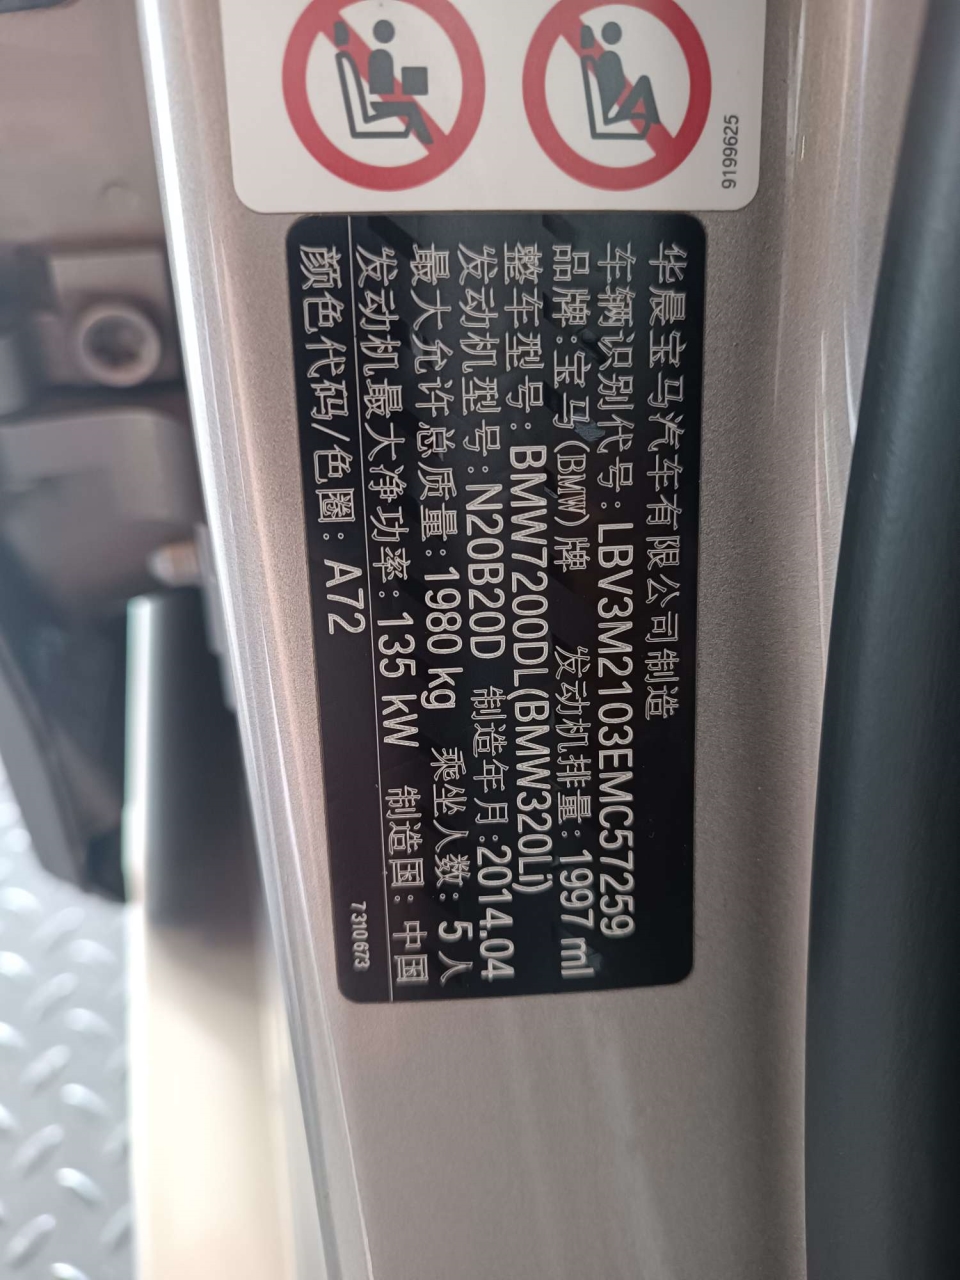 9199625
华晨宝马汽车有限公司制造
车辆识别代号:LBV3M2103EMC57259
品牌:宝马(BMW)牌 发动机排量:1997 ml
整车型号:BMW7200DL(BMW320Li)
发动机型号:N20B20D 制造年月:2014.04
最大允许总质量:1980 kg 乘坐人数:5人
发动机最大净功率:135 kW 制造国:中国
颜色代码/色圈:A72
7 310 673